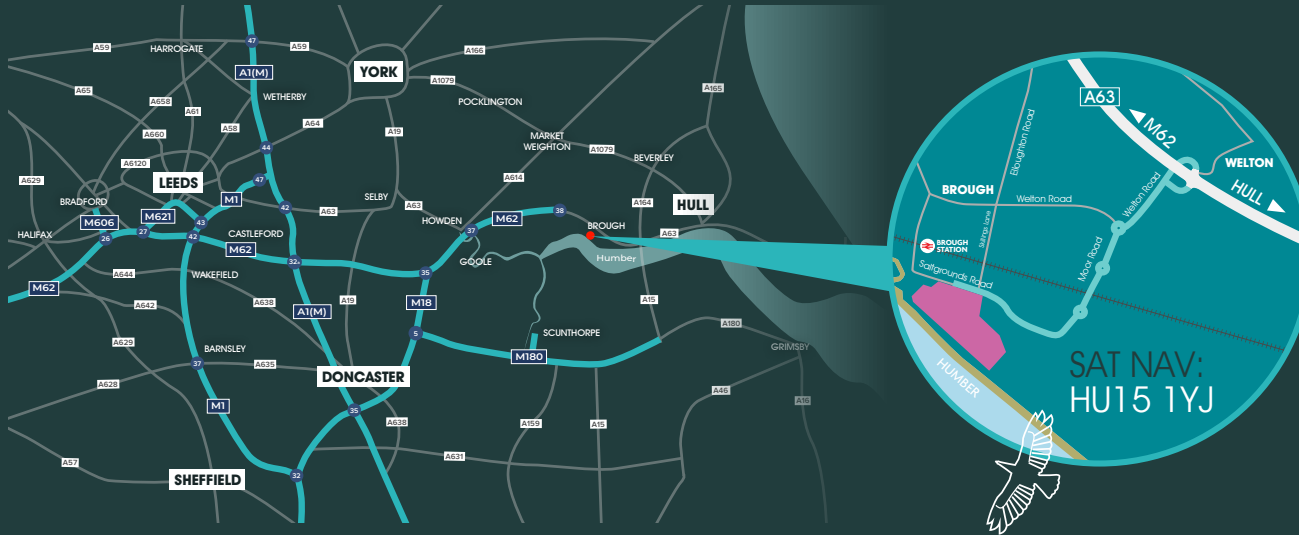 47
A59
HARROGATE
A59
A166
YORK
A1(M)
A1079
A65
A165
A658
WETHERBY
POCKLINGTON
A61
A64
A660
A58
A19
MARKET
WEIGHTON
44
A1079
BEVERLEY
A6120
A629
LEEDS
47
A614
BRADFORD
M1
SELBY
A164
HULL
M621
42
A63
A63
38
M606
43
HOWDEN
M62
BROUGH
27
HALIFAX
26
42
CASTLEFORD
37
A63
M62
32A
Humber
GOOLE
A644
WAKEFIELD
35
M62
A642
A638
A19
M18
A15
A1(M)
A180
A629
5
SCUNTHORPE
GRIMSBY
BARNSLEY
37
A635
M180
DONCASTER
A628
A46
M1
A16
35
A638
A159
A15
A57
A631
SHEFFIELD
32
A63
M62
Elloughton Road
WELTON
BROUGH
Welton Road
Welton Road
HULL
Skillings Lane
BROUGH
STATION
Moor Road
Saltgrounds Road
HUMBER
SAT NAV:
HU15 1YJ